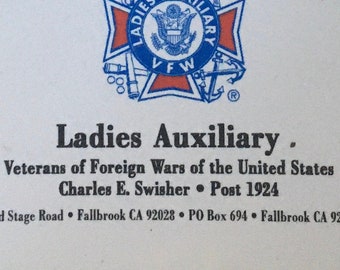 LADIES AUXILIARY
VFW
®
Ladies Auxiliary
Veterans of Foreign Wars of the United States
Charles E. Swisher • Post 1924
Stage Road • Fallbrook CA 92028 • PO Box 694 • Fallbrook CA